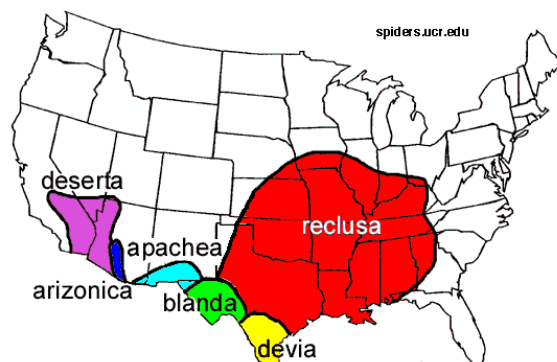 spiders.ucr.edu
deserta
reclusa
apachea
arizonica
blanda
devia